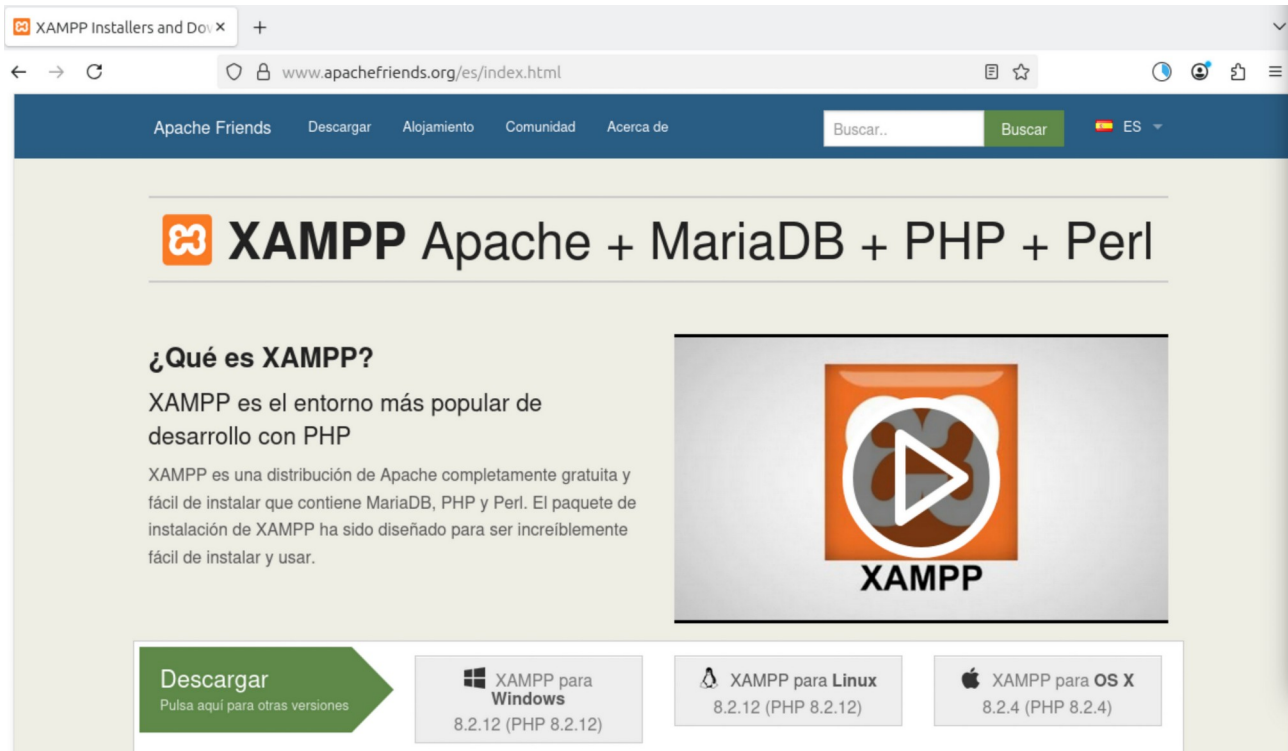 XAMPP Installers and Dov
www.apachefriends.org/es/index.html
Apache Friends Descargar Alojamiento Comunidad Acerca de Buscar.. Buscar ES
XAMPP Apache + MariaDB + PHP + Perl
¿Qué es XAMPP?
XAMPP es el entorno más popular de
desarrollo con PHP
XAMPP es una distribución de Apache completamente gratuita y
fácil de instalar que contiene MariaDB, PHP y Perl. El paquete de
instalación de XAMPP ha sido diseñado para ser increíblemente
fácil de instalar y usar.
XAMPP
Descargar
Pulsa aquí para otras versiones
XAMPP para
Windows
8.2.12 (PHP 8.2.12)
XAMPP para Linux
8.2.12 (PHP 8.2.12)
XAMPP para OS X
8.2.4 (PHP 8.2.4)